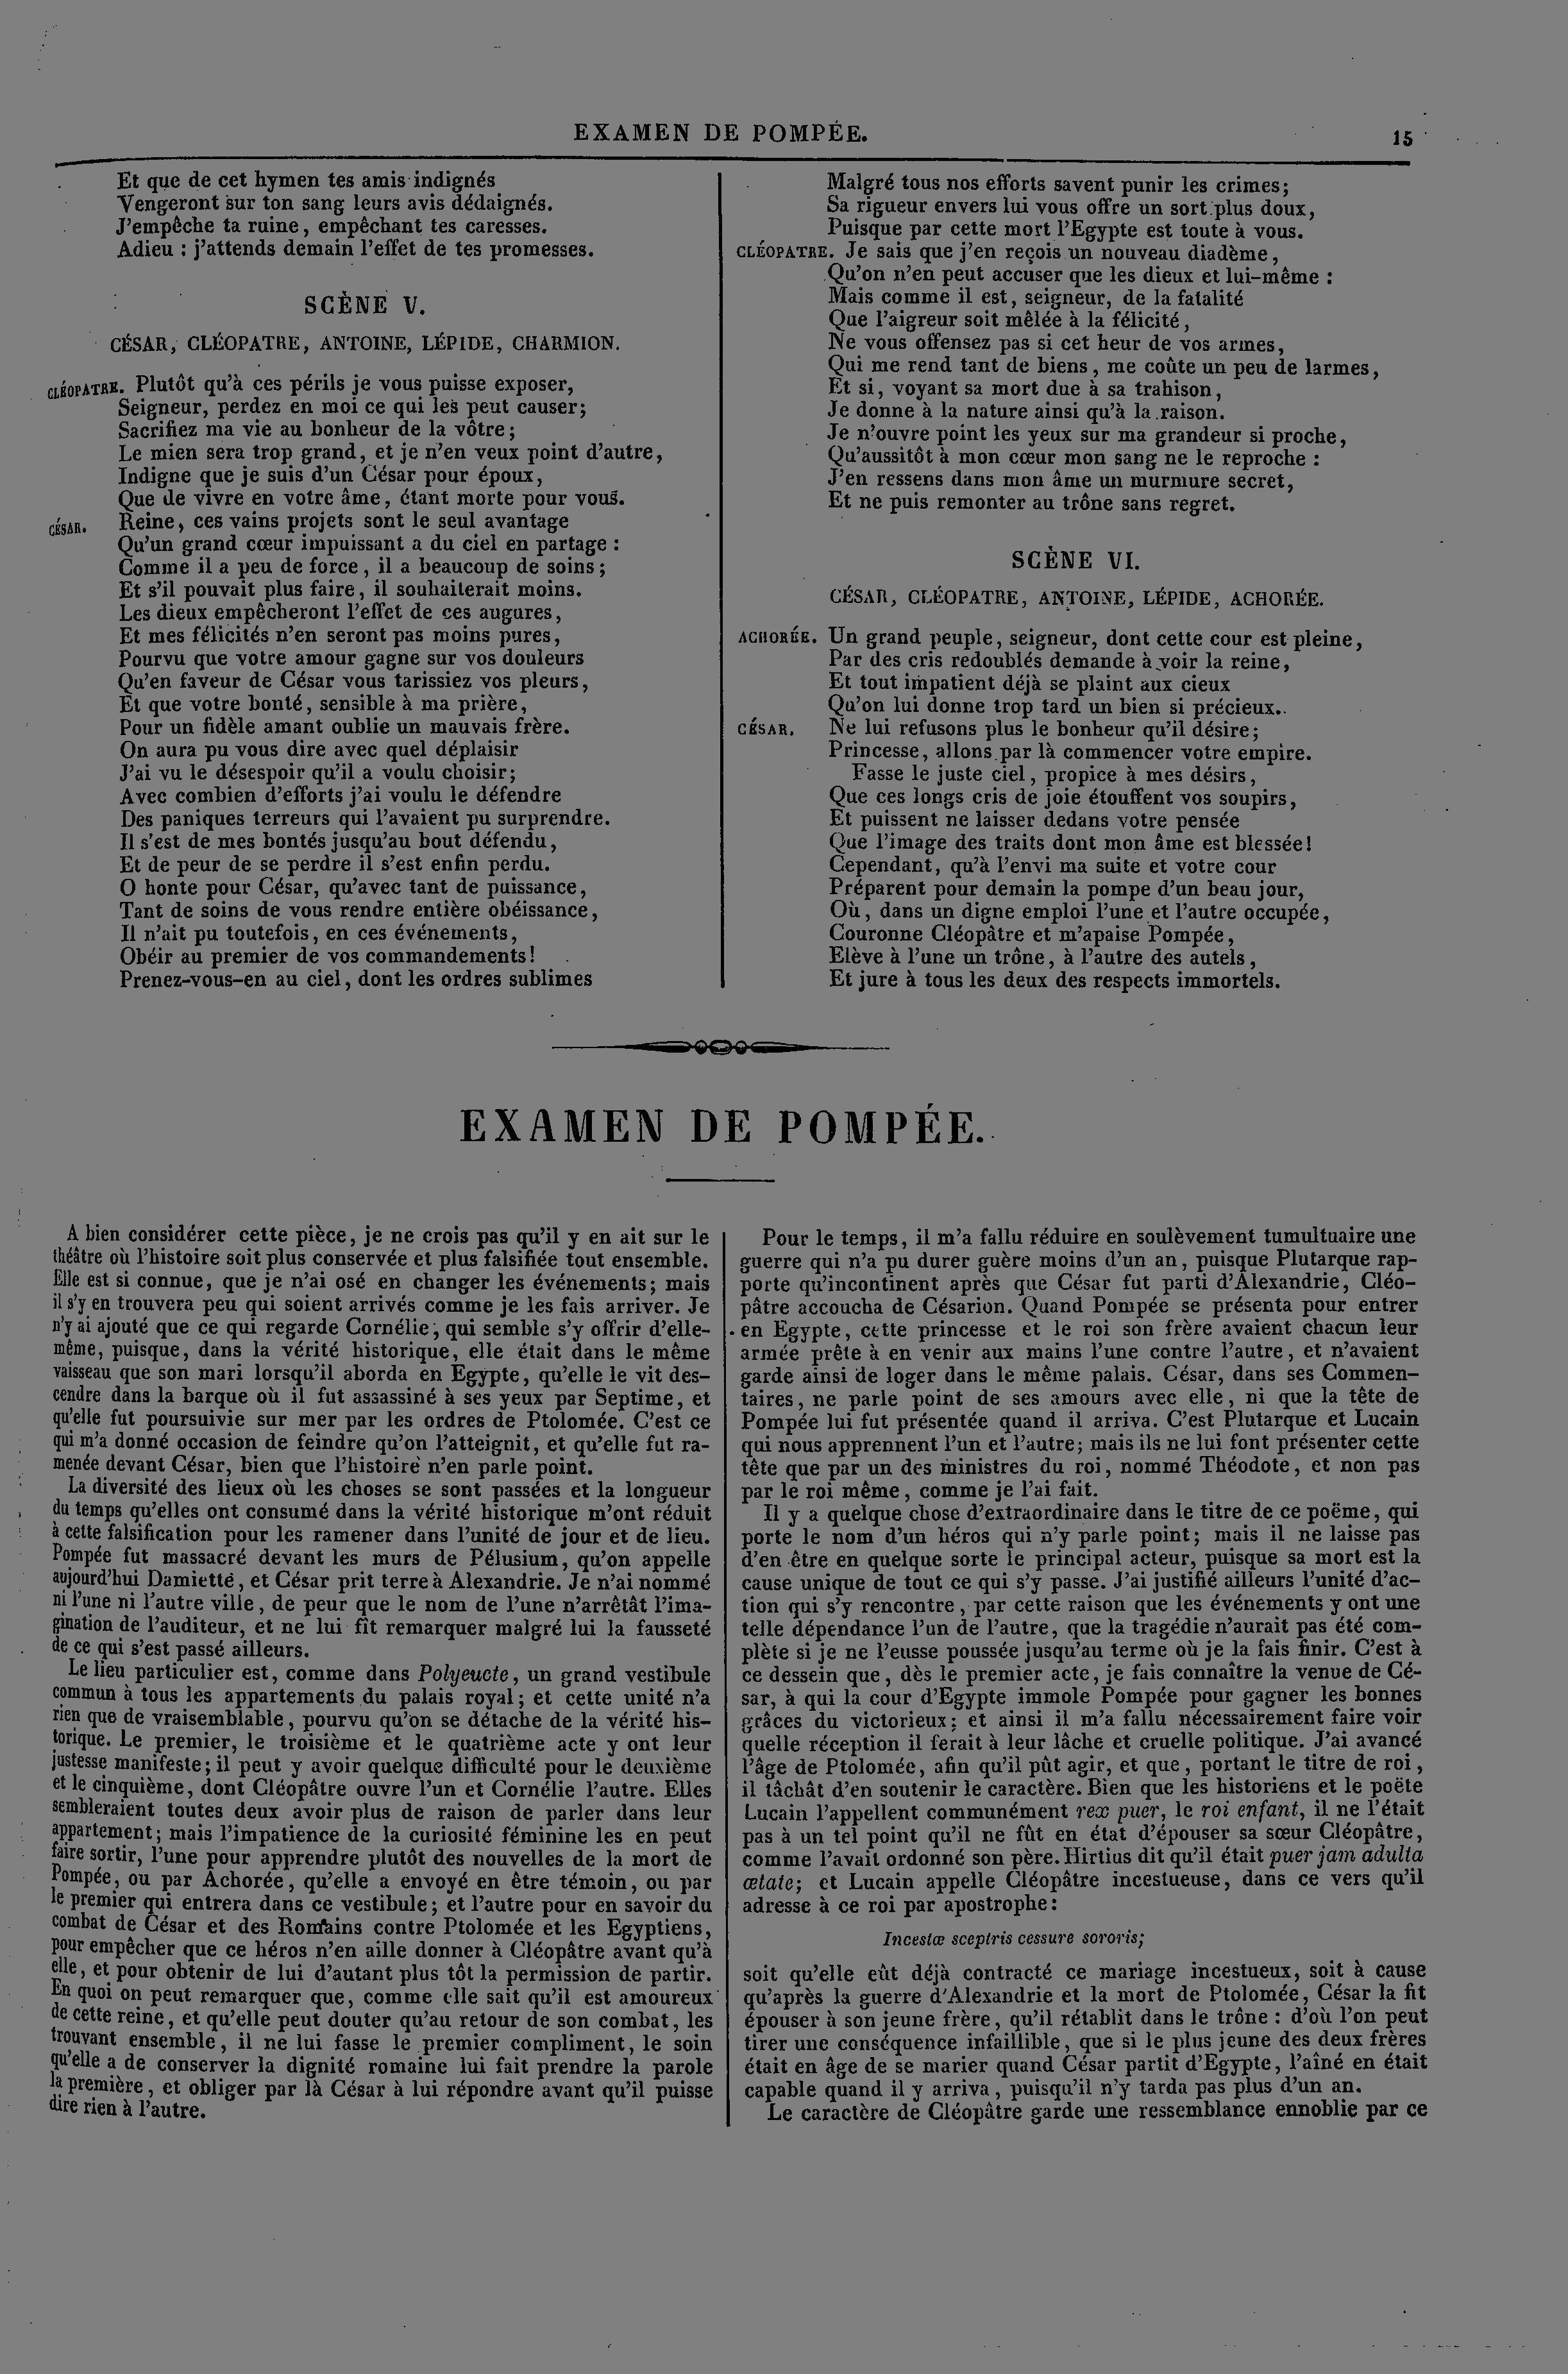 EXAMEN DE POMPÉE.
15
Et que de cet hymen tes amis indignés
Vengeront sur ton sang leurs avis dédaignés.
J'empêche ta ruine, empêchant tes caresses.
Adieu : j'attends demain l'effet de tes promesses.
SCÈNE V.
CÉSAR, CLÉOPATRE, ANTOINE, LÉPIDE, CHARMION.
CLÉOPATRE. Plutôt qu'à ces périls je vous puisse exposer,
Seigneur, perdez en moi ce qui les peut causer;
Sacrifiez ma vie au bonheur de la vôtre;
Le mien sera trop grand, et je n'en veux point d'autre,
Indigne que je suis d'un César pour époux,
Que de vivre en votre âme, étant morte pour vous.
CÉSAR. Reine, ces vains projets sont le seul avantage
Qu'un grand cœur impuissant a du ciel en partage :
Comme il a peu de force, il a beaucoup de soins;
Et s'il pouvait plus faire, il souhaiterait moins.
Les dieux empêcheront l'effet de ces augures,
Et mes félicités n'en seront pas moins pures,
Pourvu que votre amour gagne sur vos douleurs
Qu'en faveur de César vous tarissiez vos pleurs,
Et que votre bonté, sensible à ma prière,
Pour un fidèle amant oublie un mauvais frère.
On aura pu vous dire avec quel déplaisir
J'ai vu le désespoir qu'il a voulu choisir;
Avec combien d'efforts j'ai voulu le défendre
Des paniques terreurs qui l'avaient pu surprendre.
Il s'est de mes bontés jusqu'au bout défendu,
Et de peur de se perdre il s'est enfin perdu.
O honte pour César, qu'avec tant de puissance,
Tant de soins de vous rendre entière obéissance,
Il n'ait pu toutefois, en ces événements,
Obéir au premier de vos commandements!
Prenez-vous-en au ciel, dont les ordres sublimes
Malgré tous nos efforts savent punir les crimes;
Sa rigueur envers lui vous offre un sort plus doux,
Puisque par cette mort l'Egypte est toute à vous.
CLÉOPATRE. Je sais que j'en reçois un nouveau diadème,
Qu'on n'en peut accuser que les dieux et lui-même :
Mais comme il est, seigneur, de la fatalité
Que l'aigreur soit mêlée à la félicité,
Ne vous offensez pas si cet heur de vos armes,
Qui me rend tant de biens, me coûte un peu de larmes,
Et si, voyant sa mort due à sa trahison,
Je donne à la nature ainsi qu'à la raison.
Je n'ouvre point les yeux sur ma grandeur si proche,
Qu'aussitôt à mon cœur mon sang ne le reproche :
J'en ressens dans mon âme un murmure secret,
Et ne puis remonter au trône sans regret.
SCÈNE VI.
CÉSAR, CLÉOPATRE, ANTOINE, LÉPIDE, ACHORÉE.
ACHORÉE. Un grand peuple, seigneur, dont cette cour est pleine,
Par des cris redoublés demande à voir la reine,
Et tout impatient déjà se plaint aux cieux
Qu'on lui donne trop tard un bien si précieux.
CÉSAR. Ne lui refusons plus le bonheur qu'il désire;
Princesse, allons par là commencer votre empire.
Fasse le juste ciel, propice à mes désirs,
Que ces longs cris de joie étouffent vos soupirs,
Et puissent ne laisser dedans votre pensée
Que l'image des traits dont mon âme est blessée!
Cependant, qu'à l'envi ma suite et votre cour
Préparent pour demain la pompe d'un beau jour,
Où, dans un digne emploi l'une et l'autre occupée,
Couronne Cléopâtre et m'apaise Pompée,
Elève à l'une un trône, à l'autre des autels,
Et jure à tous les deux des respects immortels.
EXAMEN DE POMPÉE.
A bien considérer cette pièce, je ne crois pas qu'il y en ait sur le
théâtre où l'histoire soit plus conservée et plus falsifiée tout ensemble.
Elle est si connue, que je n'ai osé en changer les événements; mais
il s'y en trouvera peu qui soient arrivés comme je les fais arriver. Je
n'y ai ajouté que ce qui regarde Cornélie, qui semble s'y offrir d'elle-
même, puisque, dans la vérité historique, elle était dans le même
vaisseau que son mari lorsqu'il aborda en Egypte, qu'elle le vit des-
cendre dans la barque où il fut assassiné à ses yeux par Septime, et
qu'elle fut poursuivie sur mer par les ordres de Ptolomée. C'est ce
qui m'a donné occasion de feindre qu'on l'atteignit, et qu'elle fut ra-
menée devant César, bien que l'histoire n'en parle point.
La diversité des lieux où les choses se sont passées et la longueur
du temps qu'elles ont consumé dans la vérité historique m'ont réduit
à cette falsification pour les ramener dans l'unité de jour et de lieu.
Pompée fut massacré devant les murs de Pélusium, qu'on appelle
aujourd'hui Damiette, et César prit terre à Alexandrie. Je n'ai nommé
ni l'une ni l'autre ville, de peur que le nom de l'une n'arrêtât l'ima-
gination de l'auditeur, et ne lui fît remarquer malgré lui la fausseté
de ce qui s'est passé ailleurs.
Le lieu particulier est, comme dans Polyeucte, un grand vestibule
commun à tous les appartements du palais royal; et cette unité n'a
rien que de vraisemblable, pourvu qu'on se détache de la vérité his-
torique. Le premier, le troisième et le quatrième acte y ont leur
justesse manifeste; il peut y avoir quelque difficulté pour le deuxième
et le cinquième, dont Cléopâtre ouvre l'un et Cornélie l'autre. Elles
sembleraient toutes deux avoir plus de raison de parler dans leur
appartement; mais l'impatience de la curiosité féminine les en peut
faire sortir, l'une pour apprendre plutôt des nouvelles de la mort de
Pompée, ou par Achorée, qu'elle a envoyé en être témoin, ou par
le premier qui entrera dans ce vestibule; et l'autre pour en savoir du
combat de César et des Romains contre Ptolomée et les Egyptiens,
pour empêcher que ce héros n'en aille donner à Cléopâtre avant qu'à
elle, et pour obtenir de lui d'autant plus tôt la permission de partir.
En quoi on peut remarquer que, comme elle sait qu'il est amoureux
de cette reine, et qu'elle peut douter qu'au retour de son combat, les
trouvant ensemble, il ne lui fasse le premier compliment, le soin
qu'elle a de conserver la dignité romaine lui fait prendre la parole
la première, et obliger par là César à lui répondre avant qu'il puisse
dire rien à l'autre.
Pour le temps, il m'a fallu réduire en soulèvement tumultuaire une
guerre qui n'a pu durer guère moins d'un an, puisque Plutarque rap-
porte qu'incontinent après que César fut parti d'Alexandrie, Cléo-
pâtre accoucha de Césarion. Quand Pompée se présenta pour entrer
en Egypte, cette princesse et le roi son frère avaient chacun leur
armée prête à en venir aux mains l'une contre l'autre, et n'avaient
garde ainsi de loger dans le même palais. César, dans ses Commen-
taires, ne parle point de ses amours avec elle, ni que la tête de
Pompée lui fut présentée quand il arriva. C'est Plutarque et Lucain
qui nous apprennent l'un et l'autre; mais ils ne lui font présenter cette
tête que par un des ministres du roi, nommé Théodote, et non pas
par le roi même, comme je l'ai fait.
Il y a quelque chose d'extraordinaire dans le titre de ce poëme, qui
porte le nom d'un héros qui n'y parle point; mais il ne laisse pas
d'en être en quelque sorte le principal acteur, puisque sa mort est la
cause unique de tout ce qui s'y passe. J'ai justifié ailleurs l'unité d'ac-
tion qui s'y rencontre, par cette raison que les événements y ont une
telle dépendance l'un de l'autre, que la tragédie n'aurait pas été com-
plète si je ne l'eusse poussée jusqu'au terme où je la fais finir. C'est à
ce dessein que, dès le premier acte, je fais connaître la venue de Cé-
sar, à qui la cour d'Egypte immole Pompée pour gagner les bonnes
grâces du victorieux; et ainsi il m'a fallu nécessairement faire voir
quelle réception il ferait à leur lâche et cruelle politique. J'ai avancé
l'âge de Ptolomée, afin qu'il pût agir, et que, portant le titre de roi,
il tâchât d'en soutenir le caractère. Bien que les historiens et le poëte
Lucain l'appellent communément rex puer, le roi enfant, il ne l'était
pas à un tel point qu'il ne fût en état d'épouser sa sœur Cléopâtre,
comme l'avait ordonné son père. Hirtius dit qu'il était puer jam adulta
œtate; et Lucain appelle Cléopâtre incestueuse, dans ce vers qu'il
adresse à ce roi par apostrophe:
Incestœ sceptris cessure sororis;
soit qu'elle eût déjà contracté ce mariage incestueux, soit à cause
qu'après la guerre d'Alexandrie et la mort de Ptolomée, César la fit
épouser à son jeune frère, qu'il rétablit dans le trône : d'où l'on peut
tirer une conséquence infaillible, que si le plus jeune des deux frères
était en âge de se marier quand César partit d'Egypte, l'aîné en était
capable quand il y arriva, puisqu'il n'y tarda pas plus d'un an.
Le caractère de Cléopâtre garde une ressemblance ennoblie par ce